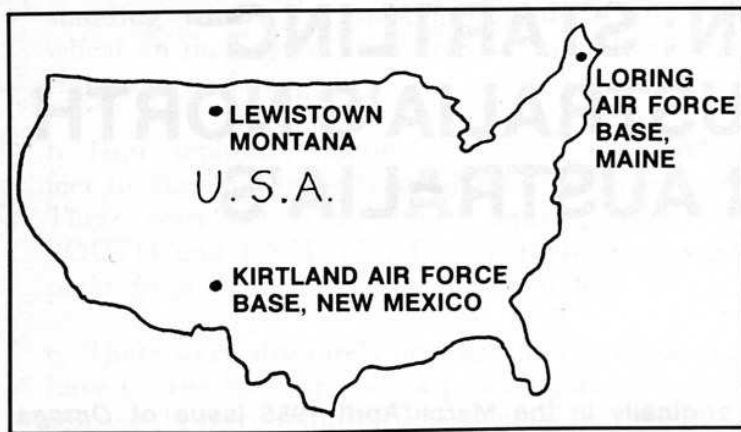 LEWISTOWN
MONTANA
LORING
AIR FORCE
BASE,
MAINE
U.S.A.
KIRTLAND AIR FORCE
BASE, NEW MEXICO